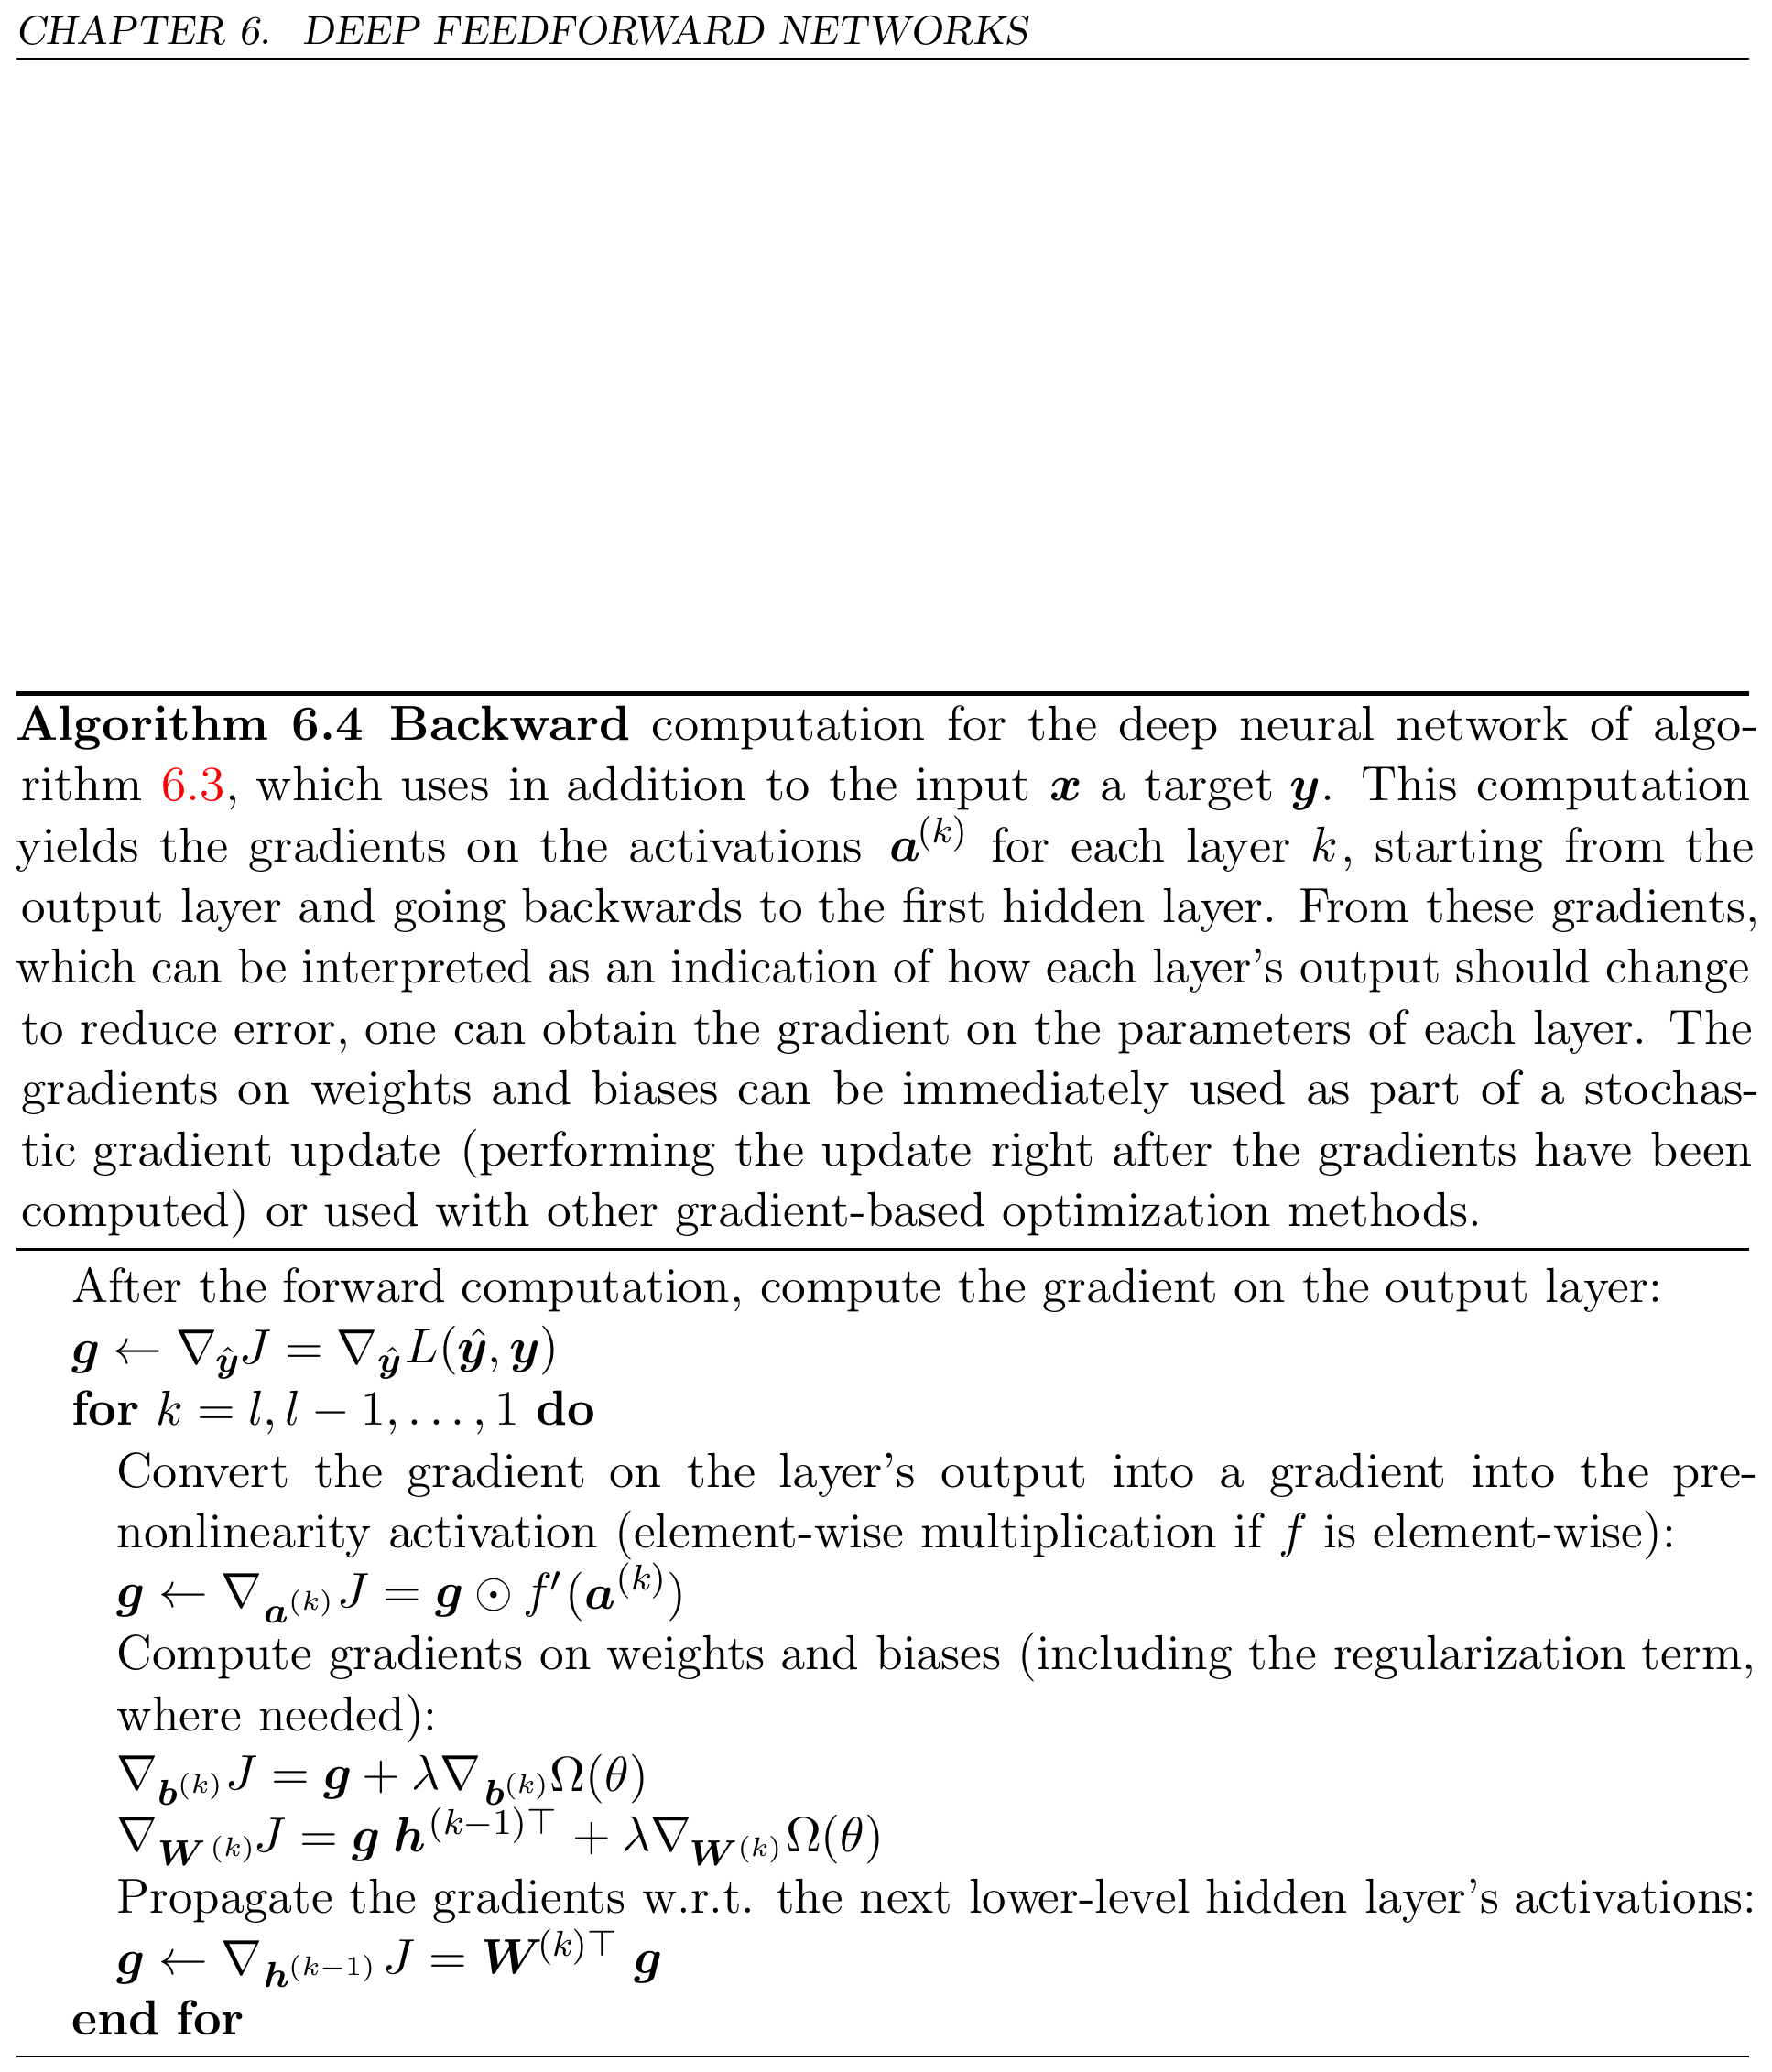 CHAPTER 6. DEEP FEEDFORWARD NETWORKS
Algorithm 6.4 Backward computation for the deep neural network of algo-
rithm 6.3, which uses in addition to the input x a target y. This computation
yields the gradients on the activations a^(k) for each layer k, starting from the
output layer and going backwards to the first hidden layer. From these gradients,
which can be interpreted as an indication of how each layer's output should change
to reduce error, one can obtain the gradient on the parameters of each layer. The
gradients on weights and biases can be immediately used as part of a stochas-
tic gradient update (performing the update right after the gradients have been
computed) or used with other gradient-based optimization methods.
After the forward computation, compute the gradient on the output layer:
g ← ∇_ŷ J = ∇_ŷ L(ŷ, y)
for k = l, l − 1, . . . , 1 do
Convert the gradient on the layer's output into a gradient into the pre-
nonlinearity activation (element-wise multiplication if f is element-wise):
g ← ∇_{a^(k)} J = g ⊙ f′(a^(k))
Compute gradients on weights and biases (including the regularization term,
where needed):
∇_{b^(k)} J = g + λ∇_{b^(k)} Ω(θ)
∇_{W^(k)} J = g h^{(k−1)⊤} + λ∇_{W^(k)} Ω(θ)
Propagate the gradients w.r.t. the next lower-level hidden layer's activations:
g ← ∇_{h^(k−1)} J = W^{(k)⊤} g
end for